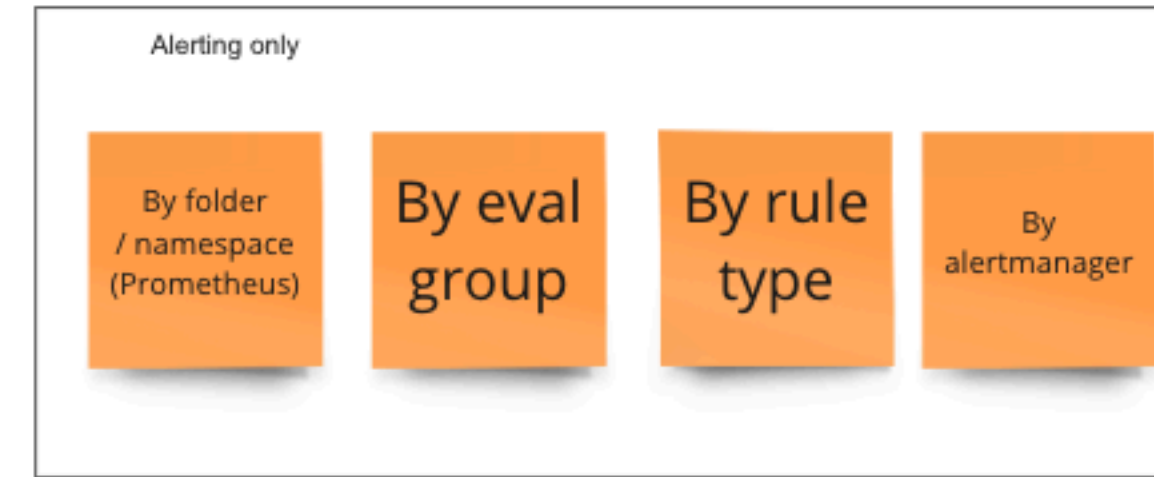 Alerting only
By folder
/ namespace
(Prometheus)
By eval
group
By rule
type
By
alertmanager